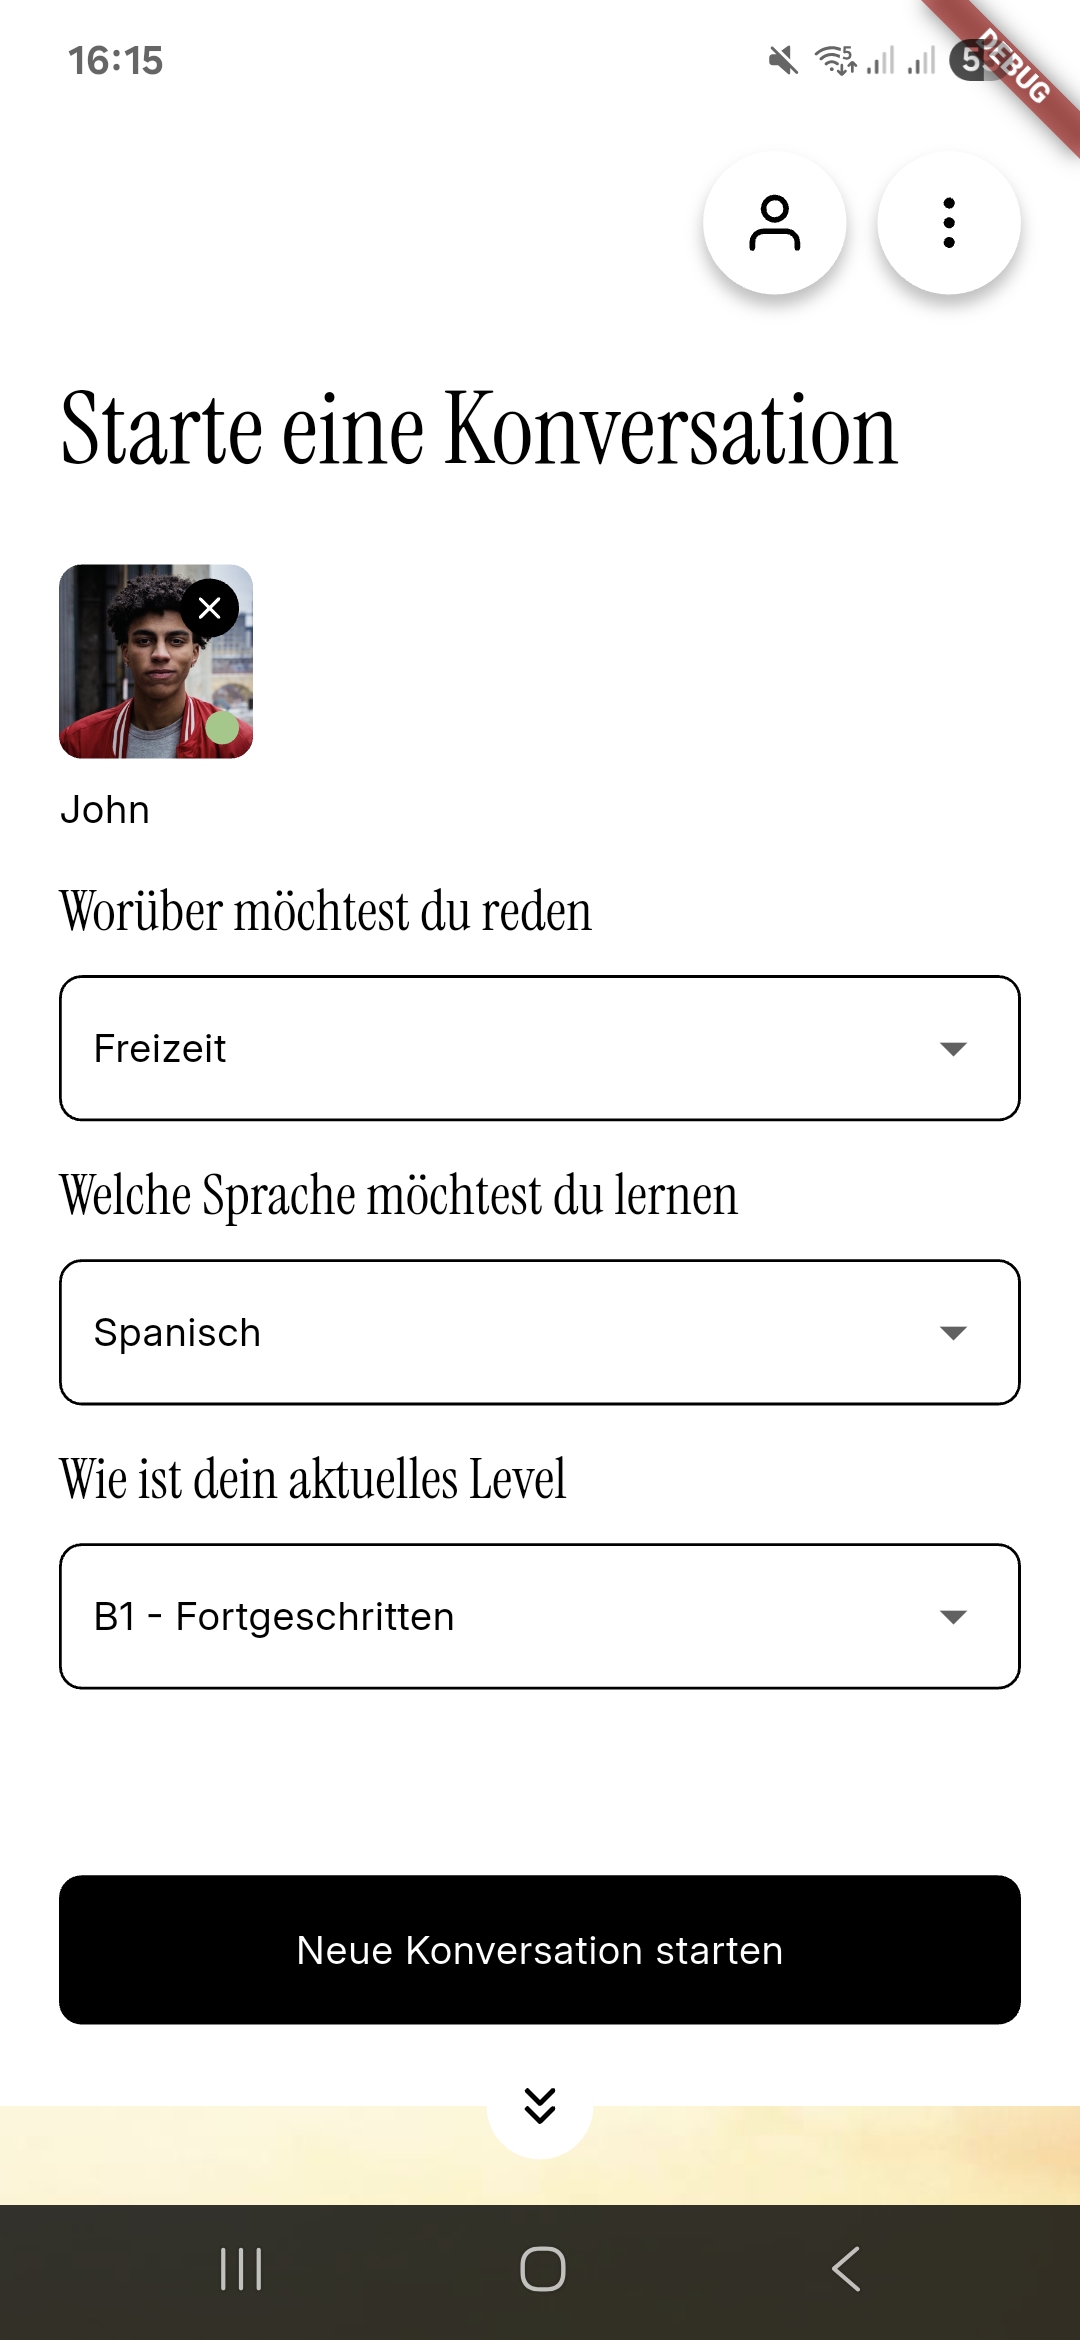 16:15
DEBUG
Starte eine Konversation
John
Worüber möchtest du reden
Freizeit
Welche Sprache möchtest du lernen
Spanisch
Wie ist dein aktuelles Level
B1 - Fortgeschritten
Neue Konversation starten